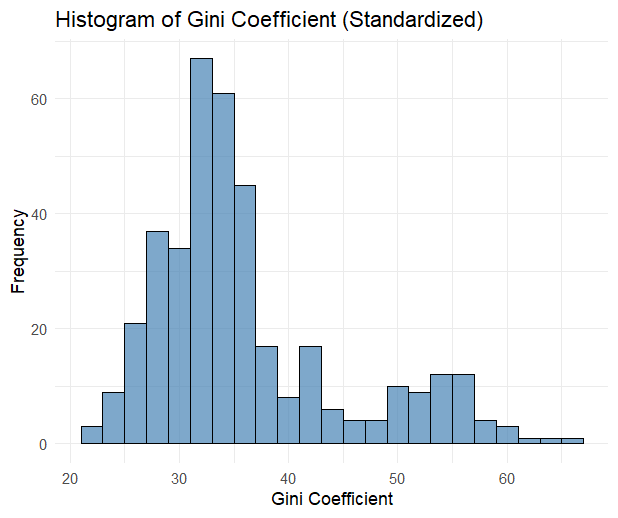 Histogram of Gini Coefficient (Standardized)
Frequency
60
40
20
0
20 30 40 50 60
Gini Coefficient